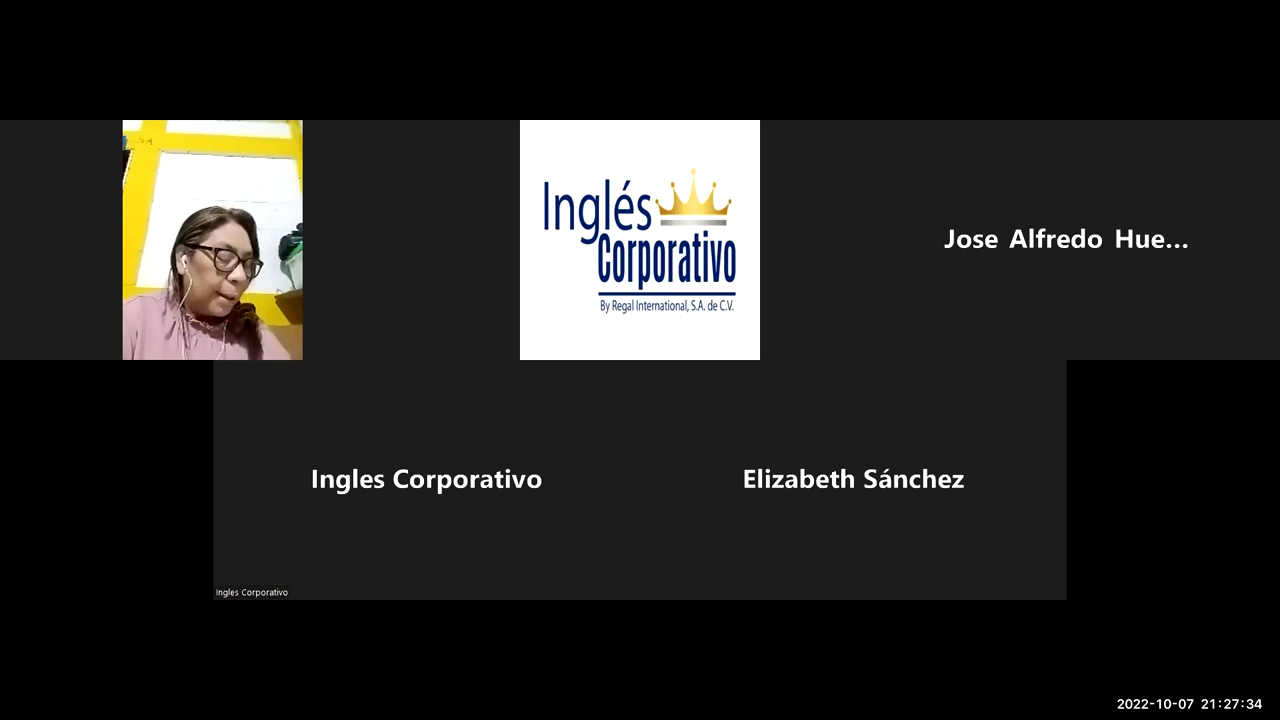 Inglés
Corporativo
By Regal International, S.A. de C.V.
Jose Alfredo Hue...
Ingles Corporativo
Elizabeth Sánchez
Ingles Corporativo
2022-10-07 21:27:34